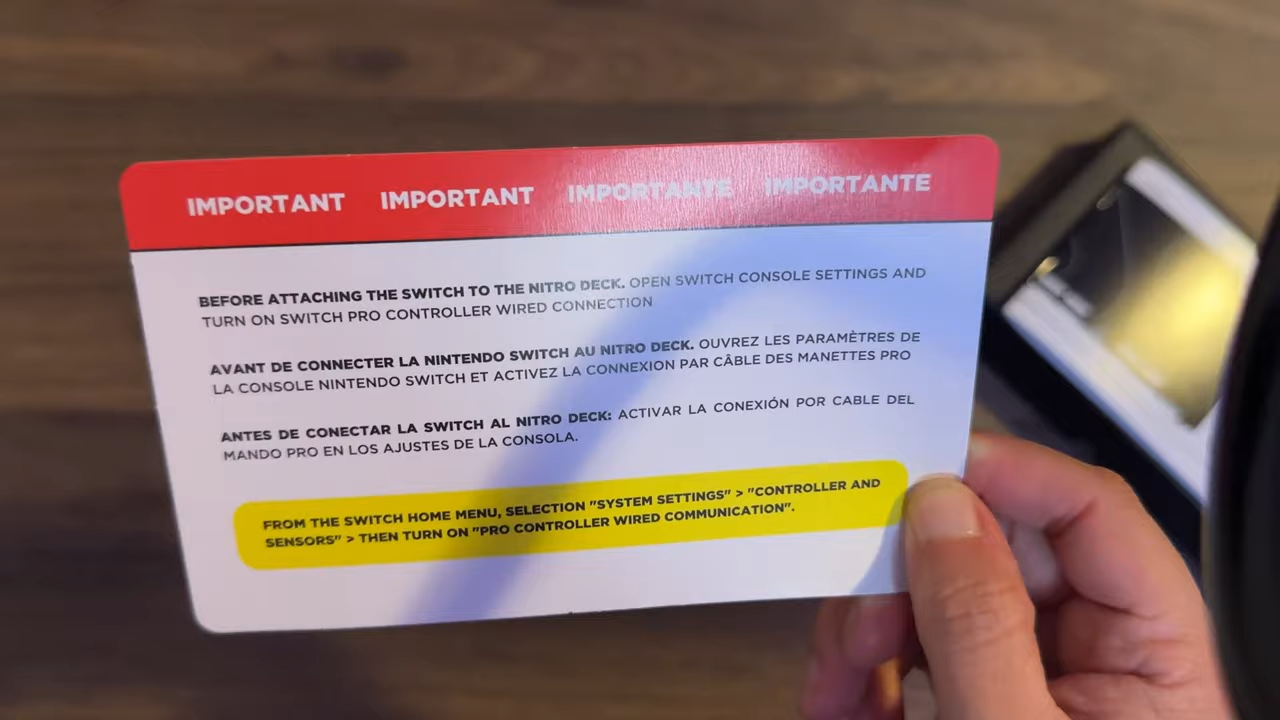 IMPORTANT IMPORTANT IMPORTANTE IMPORTANTE
BEFORE ATTACHING THE SWITCH TO THE NITRO DECK. OPEN SWITCH CONSOLE SETTINGS AND
TURN ON SWITCH PRO CONTROLLER WIRED CONNECTION
AVANT DE CONNECTER LA NINTENDO SWITCH AU NITRO DECK. OUVREZ LES PARAMÈTRES DE
LA CONSOLE NINTENDO SWITCH ET ACTIVEZ LA CONNEXION PAR CÂBLE DES MANETTES PRO
ANTES DE CONECTAR LA SWITCH AL NITRO DECK: ACTIVAR LA CONEXIÓN POR CABLE DEL
MANDO PRO EN LOS AJUSTES DE LA CONSOLA.
FROM THE SWITCH HOME MENU, SELECTION "SYSTEM SETTINGS" > "CONTROLLER AND
SENSORS" > THEN TURN ON "PRO CONTROLLER WIRED COMMUNICATION".